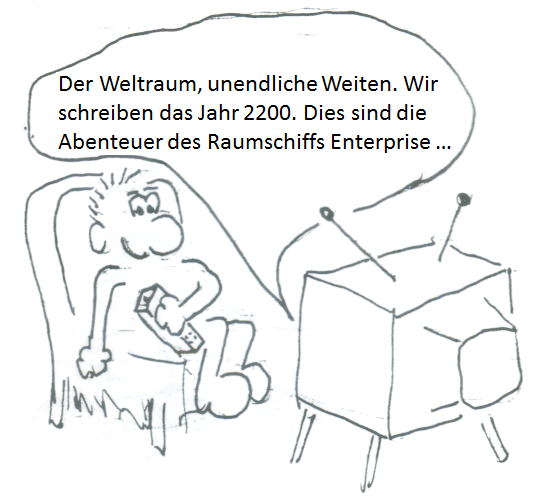 Der Weltraum, unendliche Weiten. Wir
schreiben das Jahr 2200. Dies sind die
Abenteuer des Raumschiffs Enterprise ...